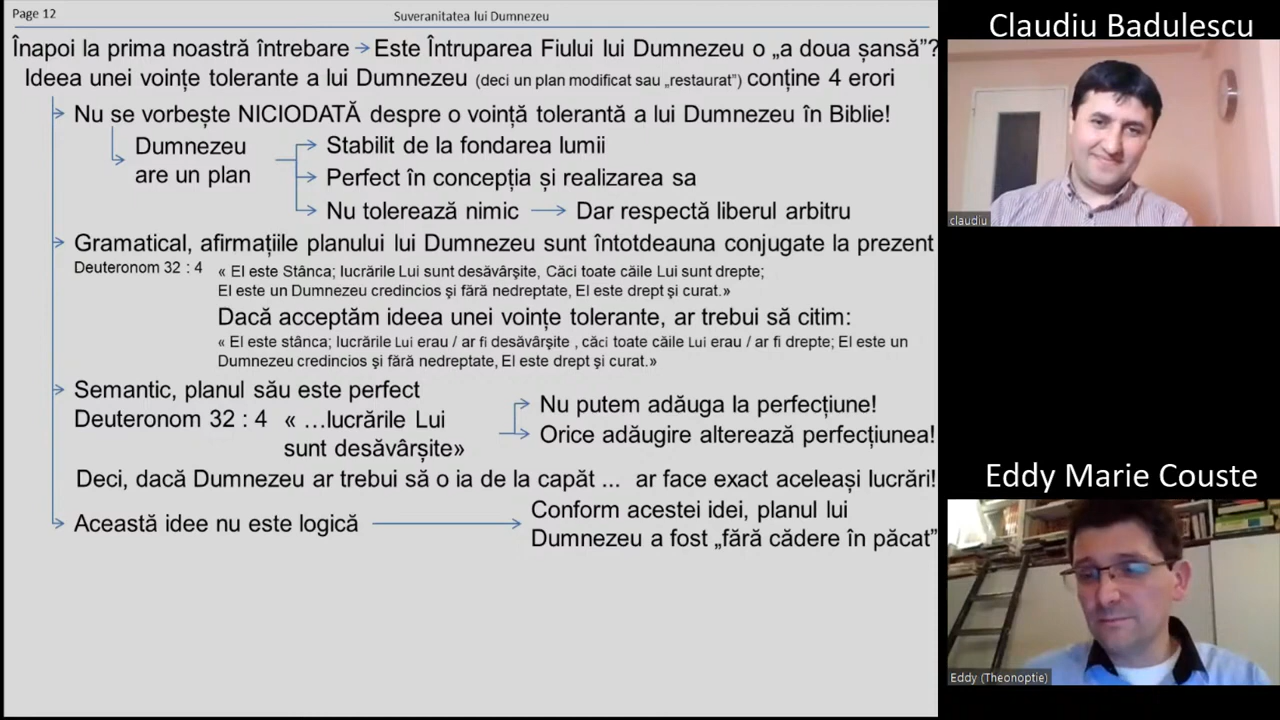 Page 12
Suveranitatea lui Dumnezeu
Înapoi la prima noastră întrebare → Este Întruparea Fiului lui Dumnezeu o „a doua șansă”?
Ideea unei voințe tolerante a lui Dumnezeu (deci un plan modificat sau „restaurat”) conține 4 erori
Nu se vorbește NICIODATĂ despre o voință tolerantă a lui Dumnezeu în Biblie!
Dumnezeu
are un plan
Stabilit de la fondarea lumii
Perfect în concepția și realizarea sa
Nu tolerează nimic → Dar respectă liberul arbitru
Gramatical, afirmațiile planului lui Dumnezeu sunt întotdeauna conjugate la prezent
Deuteronom 32 : 4
« El este Stânca; lucrările Lui sunt desăvârşite, Căci toate căile Lui sunt drepte;
El este un Dumnezeu credincios şi fără nedreptate, El este drept şi curat.»
Dacă acceptăm ideea unei voințe tolerante, ar trebui să citim:
« El este stânca; lucrările Lui erau / ar fi desăvârşite , căci toate căile Lui erau / ar fi drepte; El este un
Dumnezeu credincios şi fără nedreptate, El este drept şi curat.»
Semantic, planul său este perfect
Deuteronom 32 : 4 « …lucrările Lui
sunt desăvârșite»
Nu putem adăuga la perfecțiune!
Orice adăugire alterează perfecțiunea!
Deci, dacă Dumnezeu ar trebui să o ia de la capăt ... ar face exact aceleași lucrări!
Această idee nu este logică
Conform acestei idei, planul lui
Dumnezeu a fost „fără cădere în păcat”
Claudiu Badulescu
claudiu
Eddy Marie Couste
Eddy (Theonoptie)